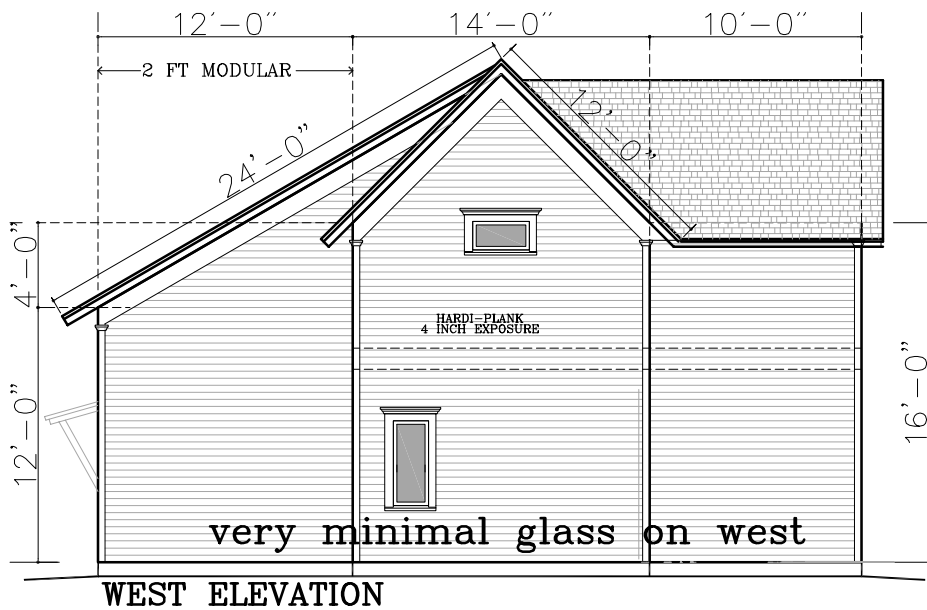 12'-0" 14'-0" 10'-0"
2 FT MODULAR
24'-0"
12'-0"
4'-0"
HARDI-PLANK
4 INCH EXPOSURE
12'-0"
16'-0"
very minimal glass on west
WEST ELEVATION